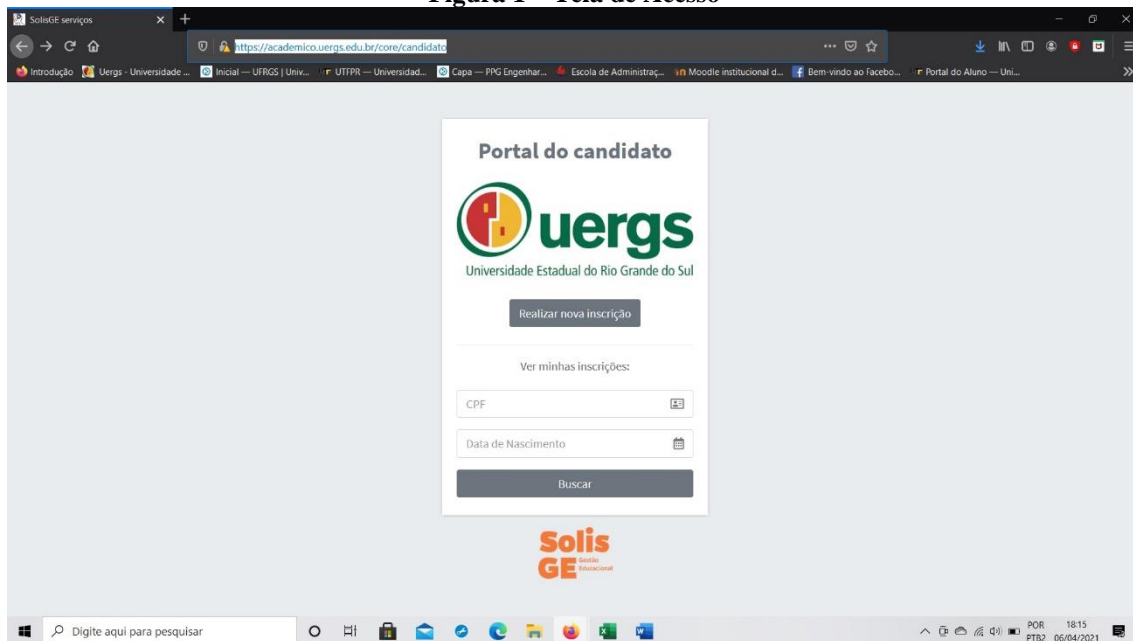 Figura 1 – Tela de Acesso
SolisGE serviços
https://academico.uergs.edu.br/core/candidato
Introdução Uergs - Universidade ... Inicial — UFRGS | Univ... UTFPR — Universidad... Capa — PPG Engenhar... Escola de Administraç... Moodle institucional d... Bem-vindo ao Facebo... Portal do Aluno — Uni...
Portal do candidato
uergs
Universidade Estadual do Rio Grande do Sul
Realizar nova inscrição
Ver minhas inscrições:
CPF
Data de Nascimento
Buscar
Solis
GE Gestão
Educacional
Digite aqui para pesquisar
POR 18:15
PTB2 06/04/2021